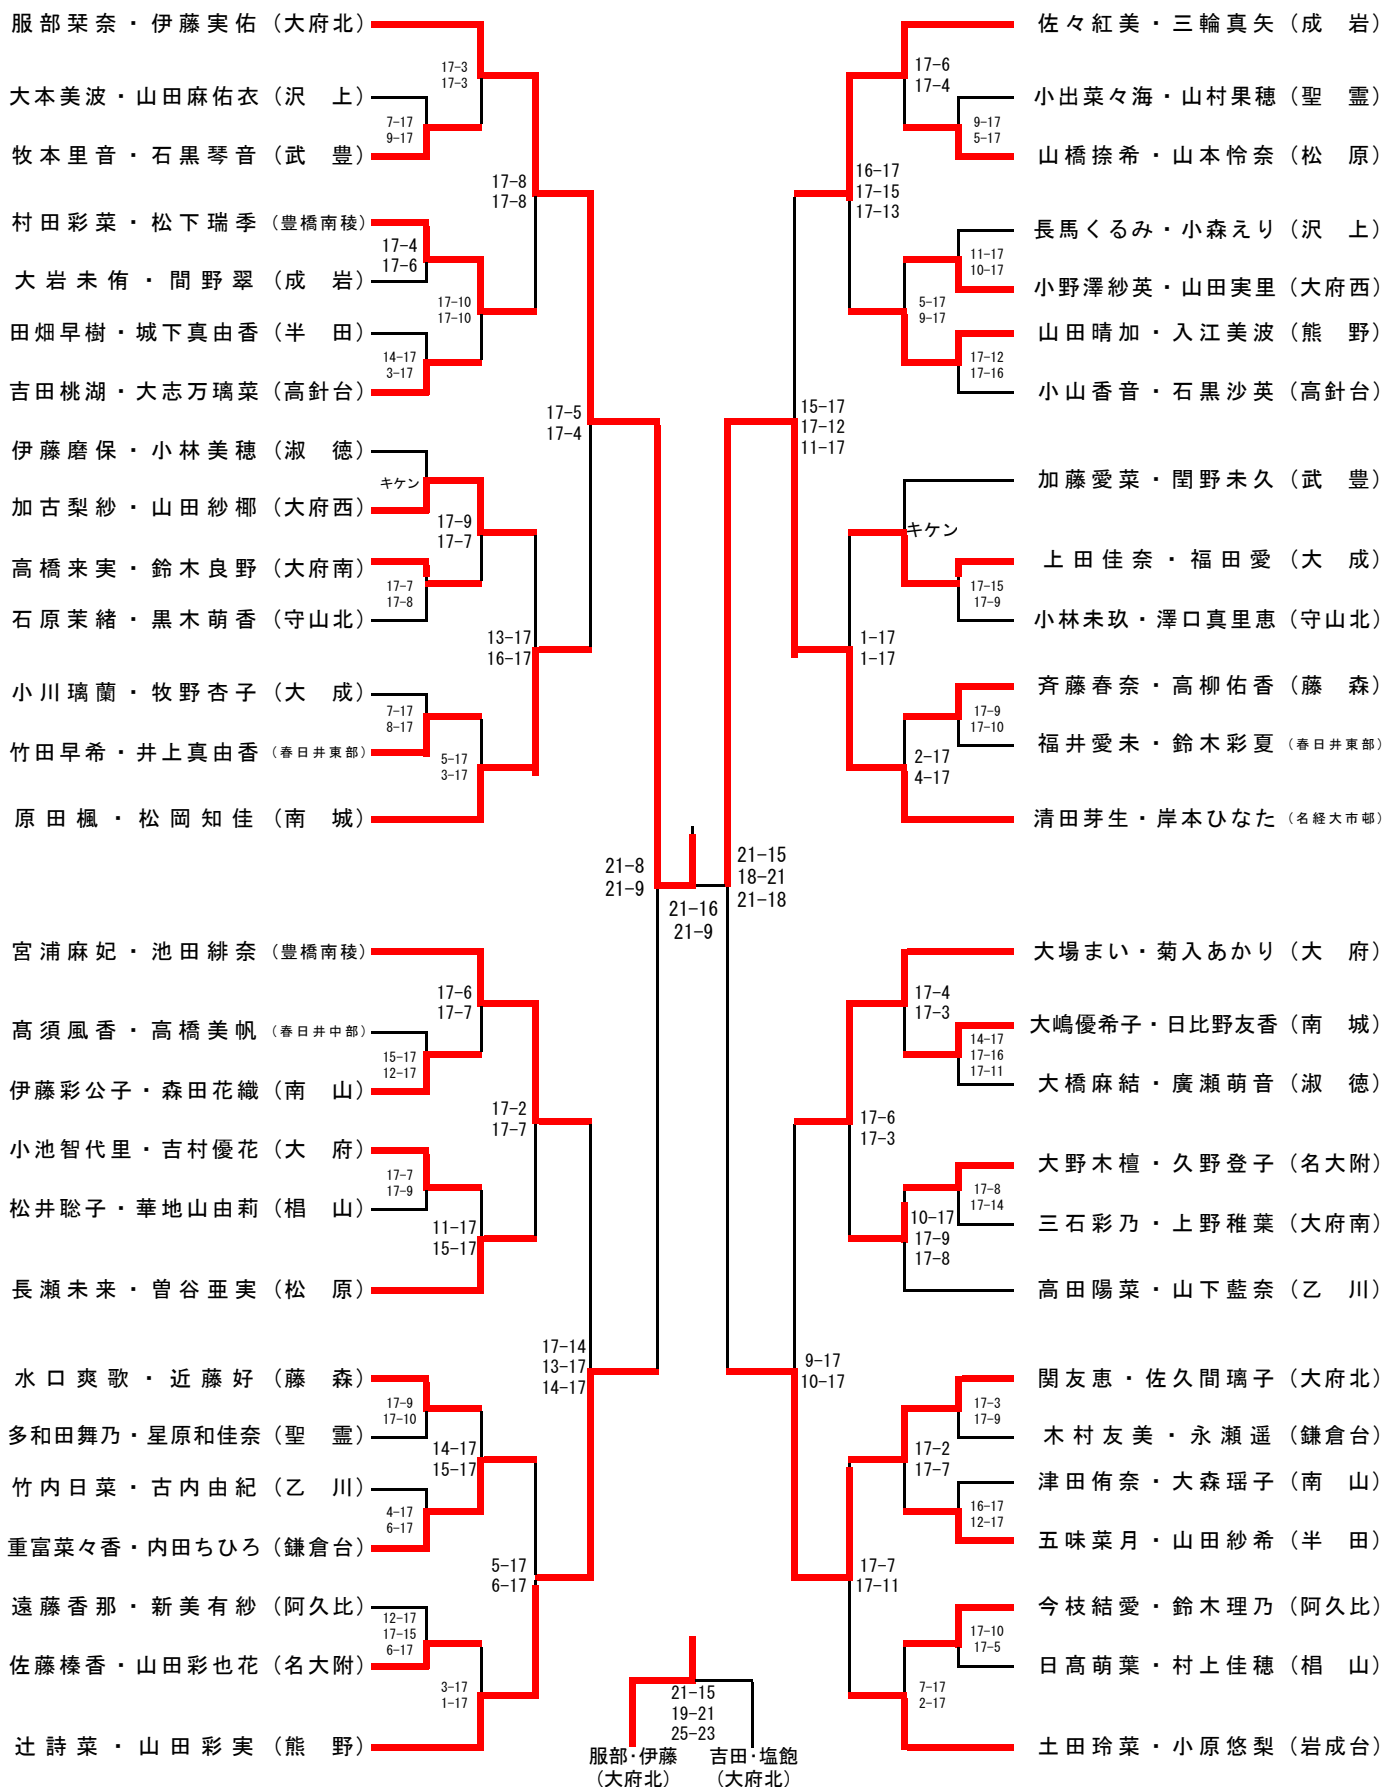 服部栞奈・伊藤実佑（大府北）
17-3
17-3
大本美波・山田麻佑衣（沢　上）
7-17
9-17
牧本里音・石黒琴音（武　豊）
17-8
17-8
村田彩菜・松下瑞季（豊橋南稜）
17-4
17-6
大岩未侑・間野翠（成　岩）
17-10
17-10
田畑早樹・城下真由香（半　田）
14-17
3-17
吉田桃湖・大志万璃菜（高針台）
17-5
17-4
伊藤磨保・小林美穂（淑　徳）
キケン
加古梨紗・山田紗椰（大府西）
17-9
17-7
高橋来実・鈴木良野（大府南）
17-7
17-8
石原茉緒・黒木萌香（守山北）
13-17
16-17
小川璃蘭・牧野杏子（大　成）
7-17
8-17
竹田早希・井上真由香（春日井東部）
5-17
3-17
原田楓・松岡知佳（南　城）
21-8
21-9
宮浦麻妃・池田緋奈（豊橋南稜）
17-6
17-7
髙須風香・高橋美帆（春日井中部）
15-17
12-17
伊藤彩公子・森田花織（南　山）
17-2
17-7
小池智代里・吉村優花（大　府）
17-7
17-9
松井聡子・華地山由莉（椙　山）
11-17
15-17
長瀬未来・曽谷亜実（松　原）
17-14
13-17
14-17
水口爽歌・近藤好（藤　森）
17-9
17-10
多和田舞乃・星原和佳奈（聖　霊）
14-17
15-17
竹内日菜・古内由紀（乙　川）
4-17
6-17
重富菜々香・内田ちひろ（鎌倉台）
5-17
6-17
遠藤香那・新美有紗（阿久比）
12-17
17-15
6-17
佐藤榛香・山田彩也花（名大附）
3-17
1-17
辻詩菜・山田彩実（熊　野）
21-16
21-9
佐々紅美・三輪真矢（成　岩）
17-6
17-4
小出菜々海・山村果穂（聖　霊）
9-17
5-17
山橋捺希・山本怜奈（松　原）
16-17
17-15
17-13
長馬くるみ・小森えり（沢　上）
11-17
10-17
小野澤紗英・山田実里（大府西）
5-17
9-17
山田晴加・入江美波（熊　野）
17-12
17-16
小山香音・石黒沙英（高針台）
15-17
17-12
11-17
加藤愛菜・閏野未久（武　豊）
キケン
上田佳奈・福田愛（大　成）
17-15
17-9
小林未玖・澤口真里恵（守山北）
1-17
1-17
斉藤春奈・高柳佑香（藤　森）
17-9
17-10
福井愛未・鈴木彩夏（春日井東部）
2-17
4-17
清田芽生・岸本ひなた（名経大市邨）
21-15
18-21
21-18
大場まい・菊入あかり（大　府）
17-4
17-3
大嶋優希子・日比野友香（南　城）
14-17
17-16
17-11
大橋麻結・廣瀬萌音（淑　徳）
17-6
17-3
大野木檀・久野登子（名大附）
17-8
17-14
三石彩乃・上野稚葉（大府南）
10-17
17-9
17-8
高田陽菜・山下藍奈（乙　川）
9-17
10-17
関友恵・佐久間璃子（大府北）
17-3
17-9
木村友美・永瀬遥（鎌倉台）
17-2
17-7
津田侑奈・大森瑶子（南　山）
16-17
12-17
五味菜月・山田紗希（半　田）
17-7
17-11
今枝結愛・鈴木理乃（阿久比）
17-10
17-5
日髙萌葉・村上佳穂（椙　山）
7-17
2-17
土田玲菜・小原悠梨（岩成台）
21-15
19-21
25-23
服部・伊藤
（大府北）
吉田・塩飽
（大府北）